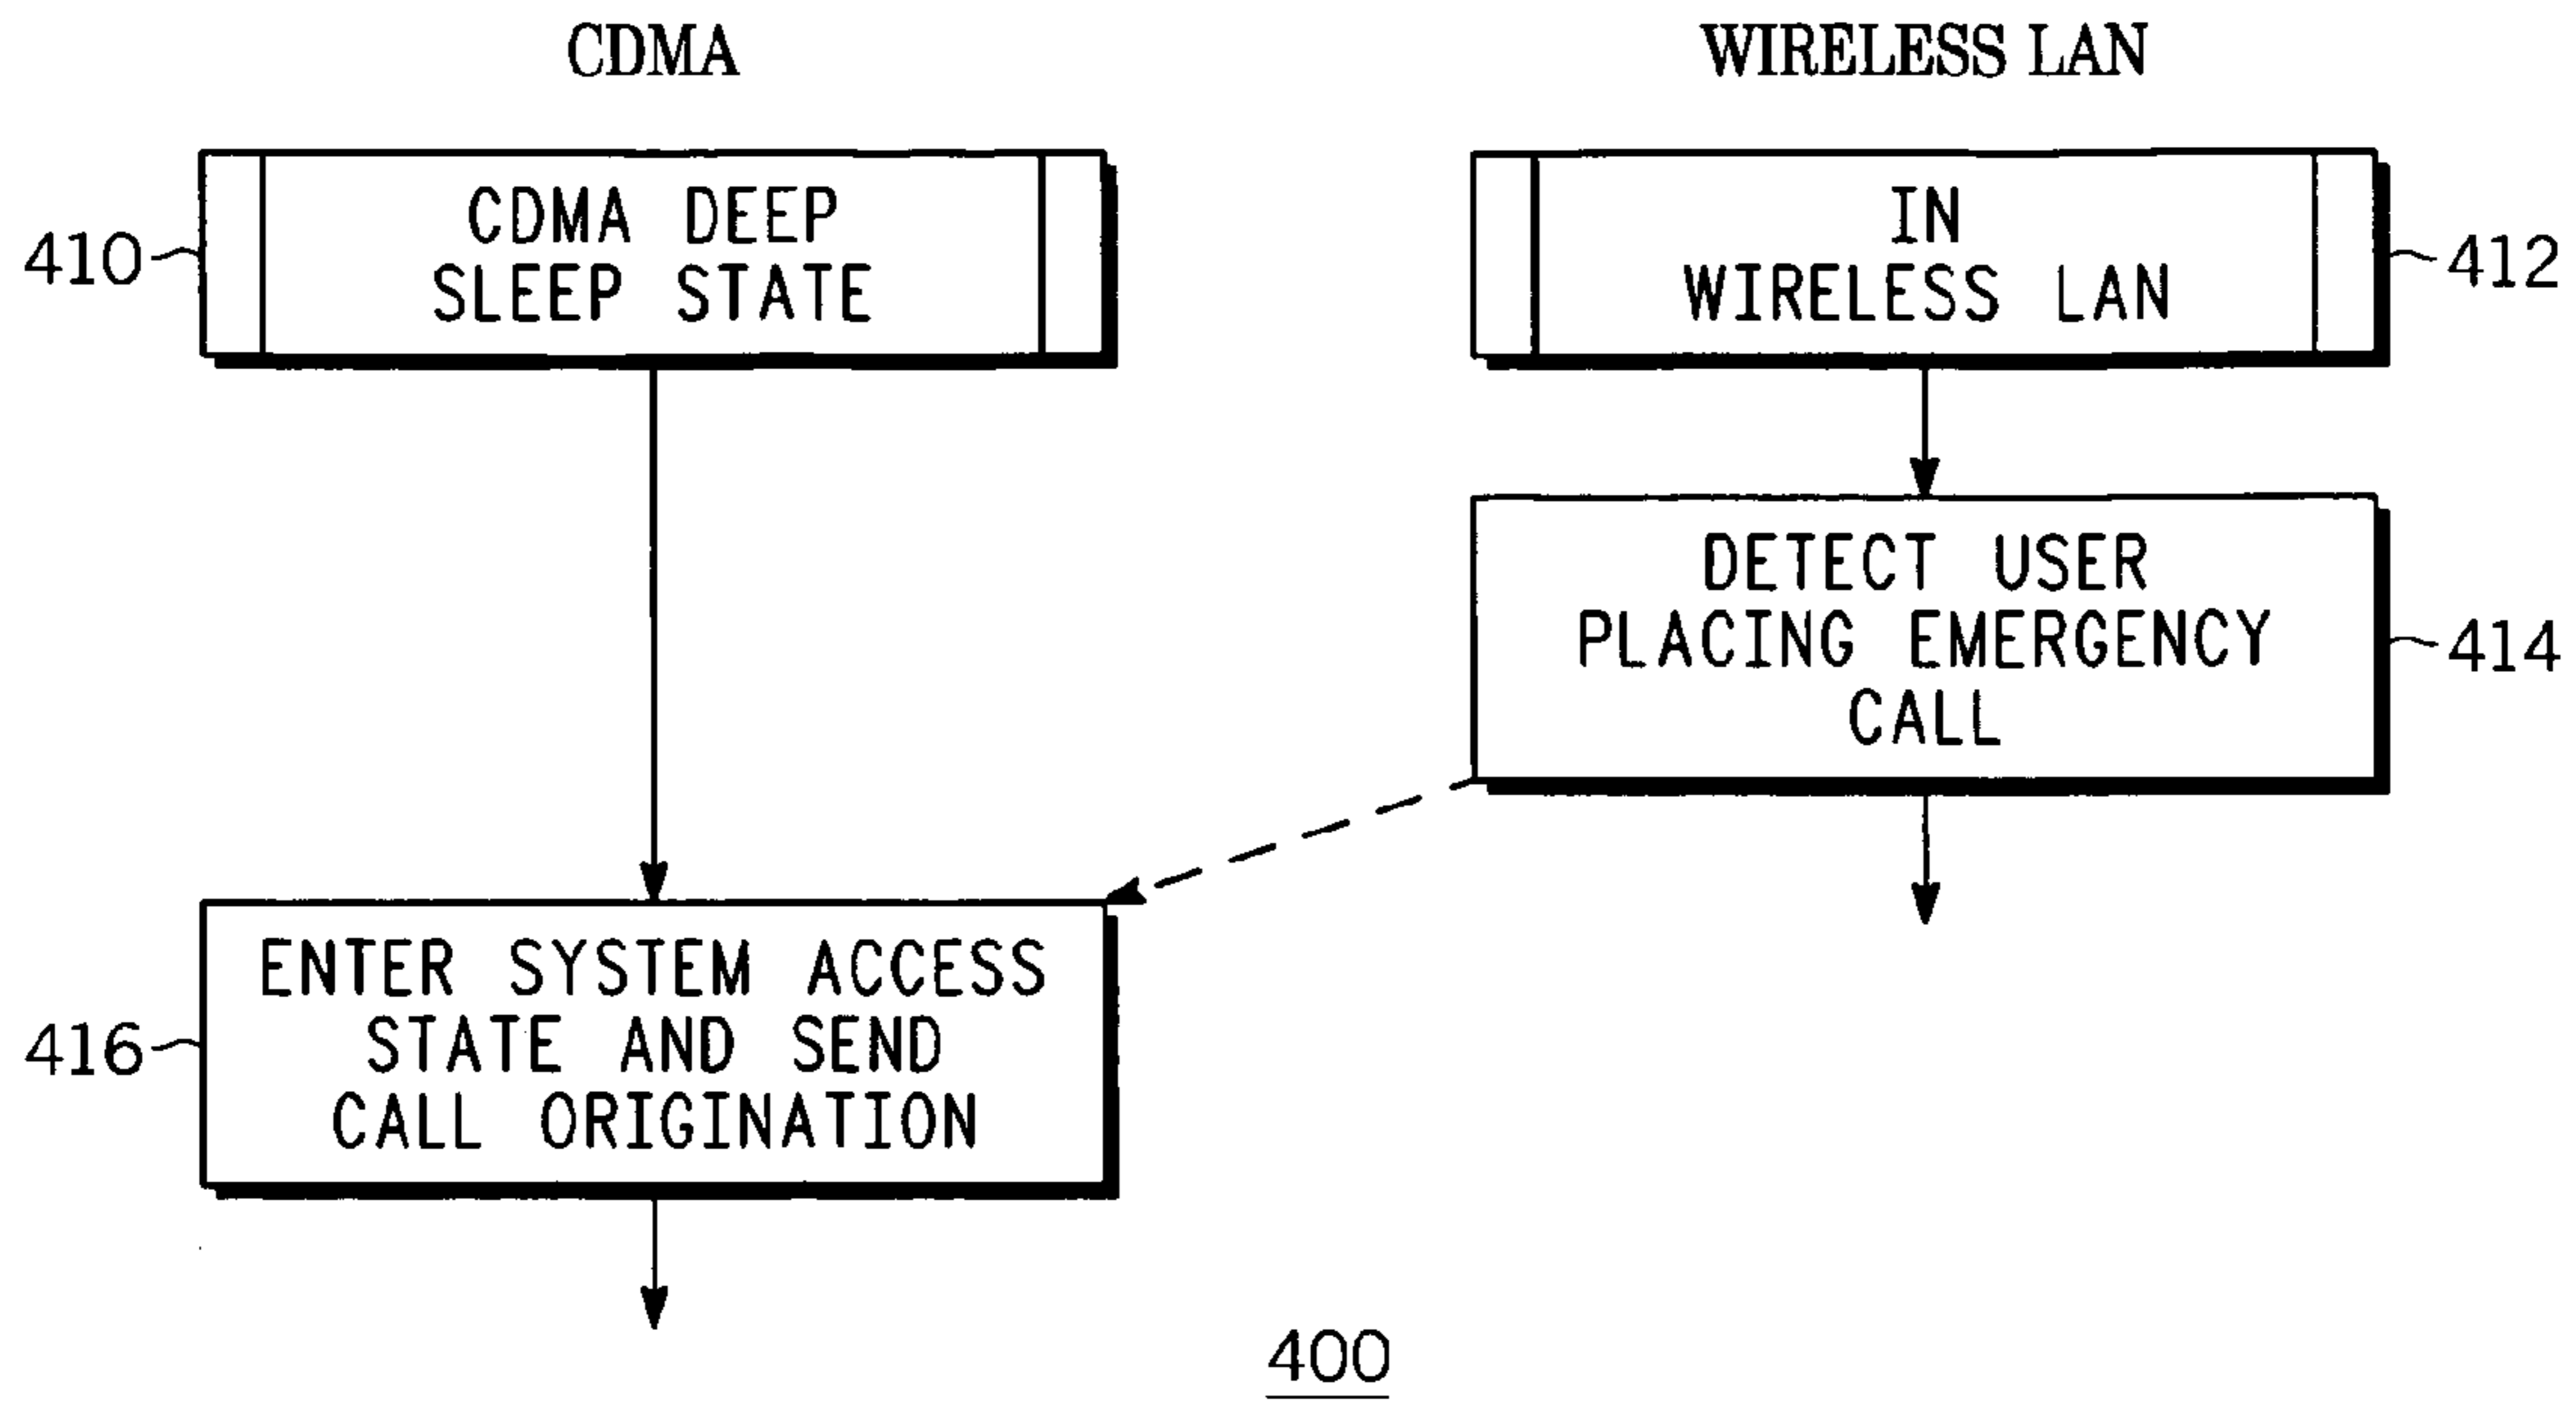 CDMA
WIRELESS LAN
410
CDMA DEEP
SLEEP STATE
IN
WIRELESS LAN
412
DETECT USER
PLACING EMERGENCY
CALL
414
416
ENTER SYSTEM ACCESS
STATE AND SEND
CALL ORIGINATION
400